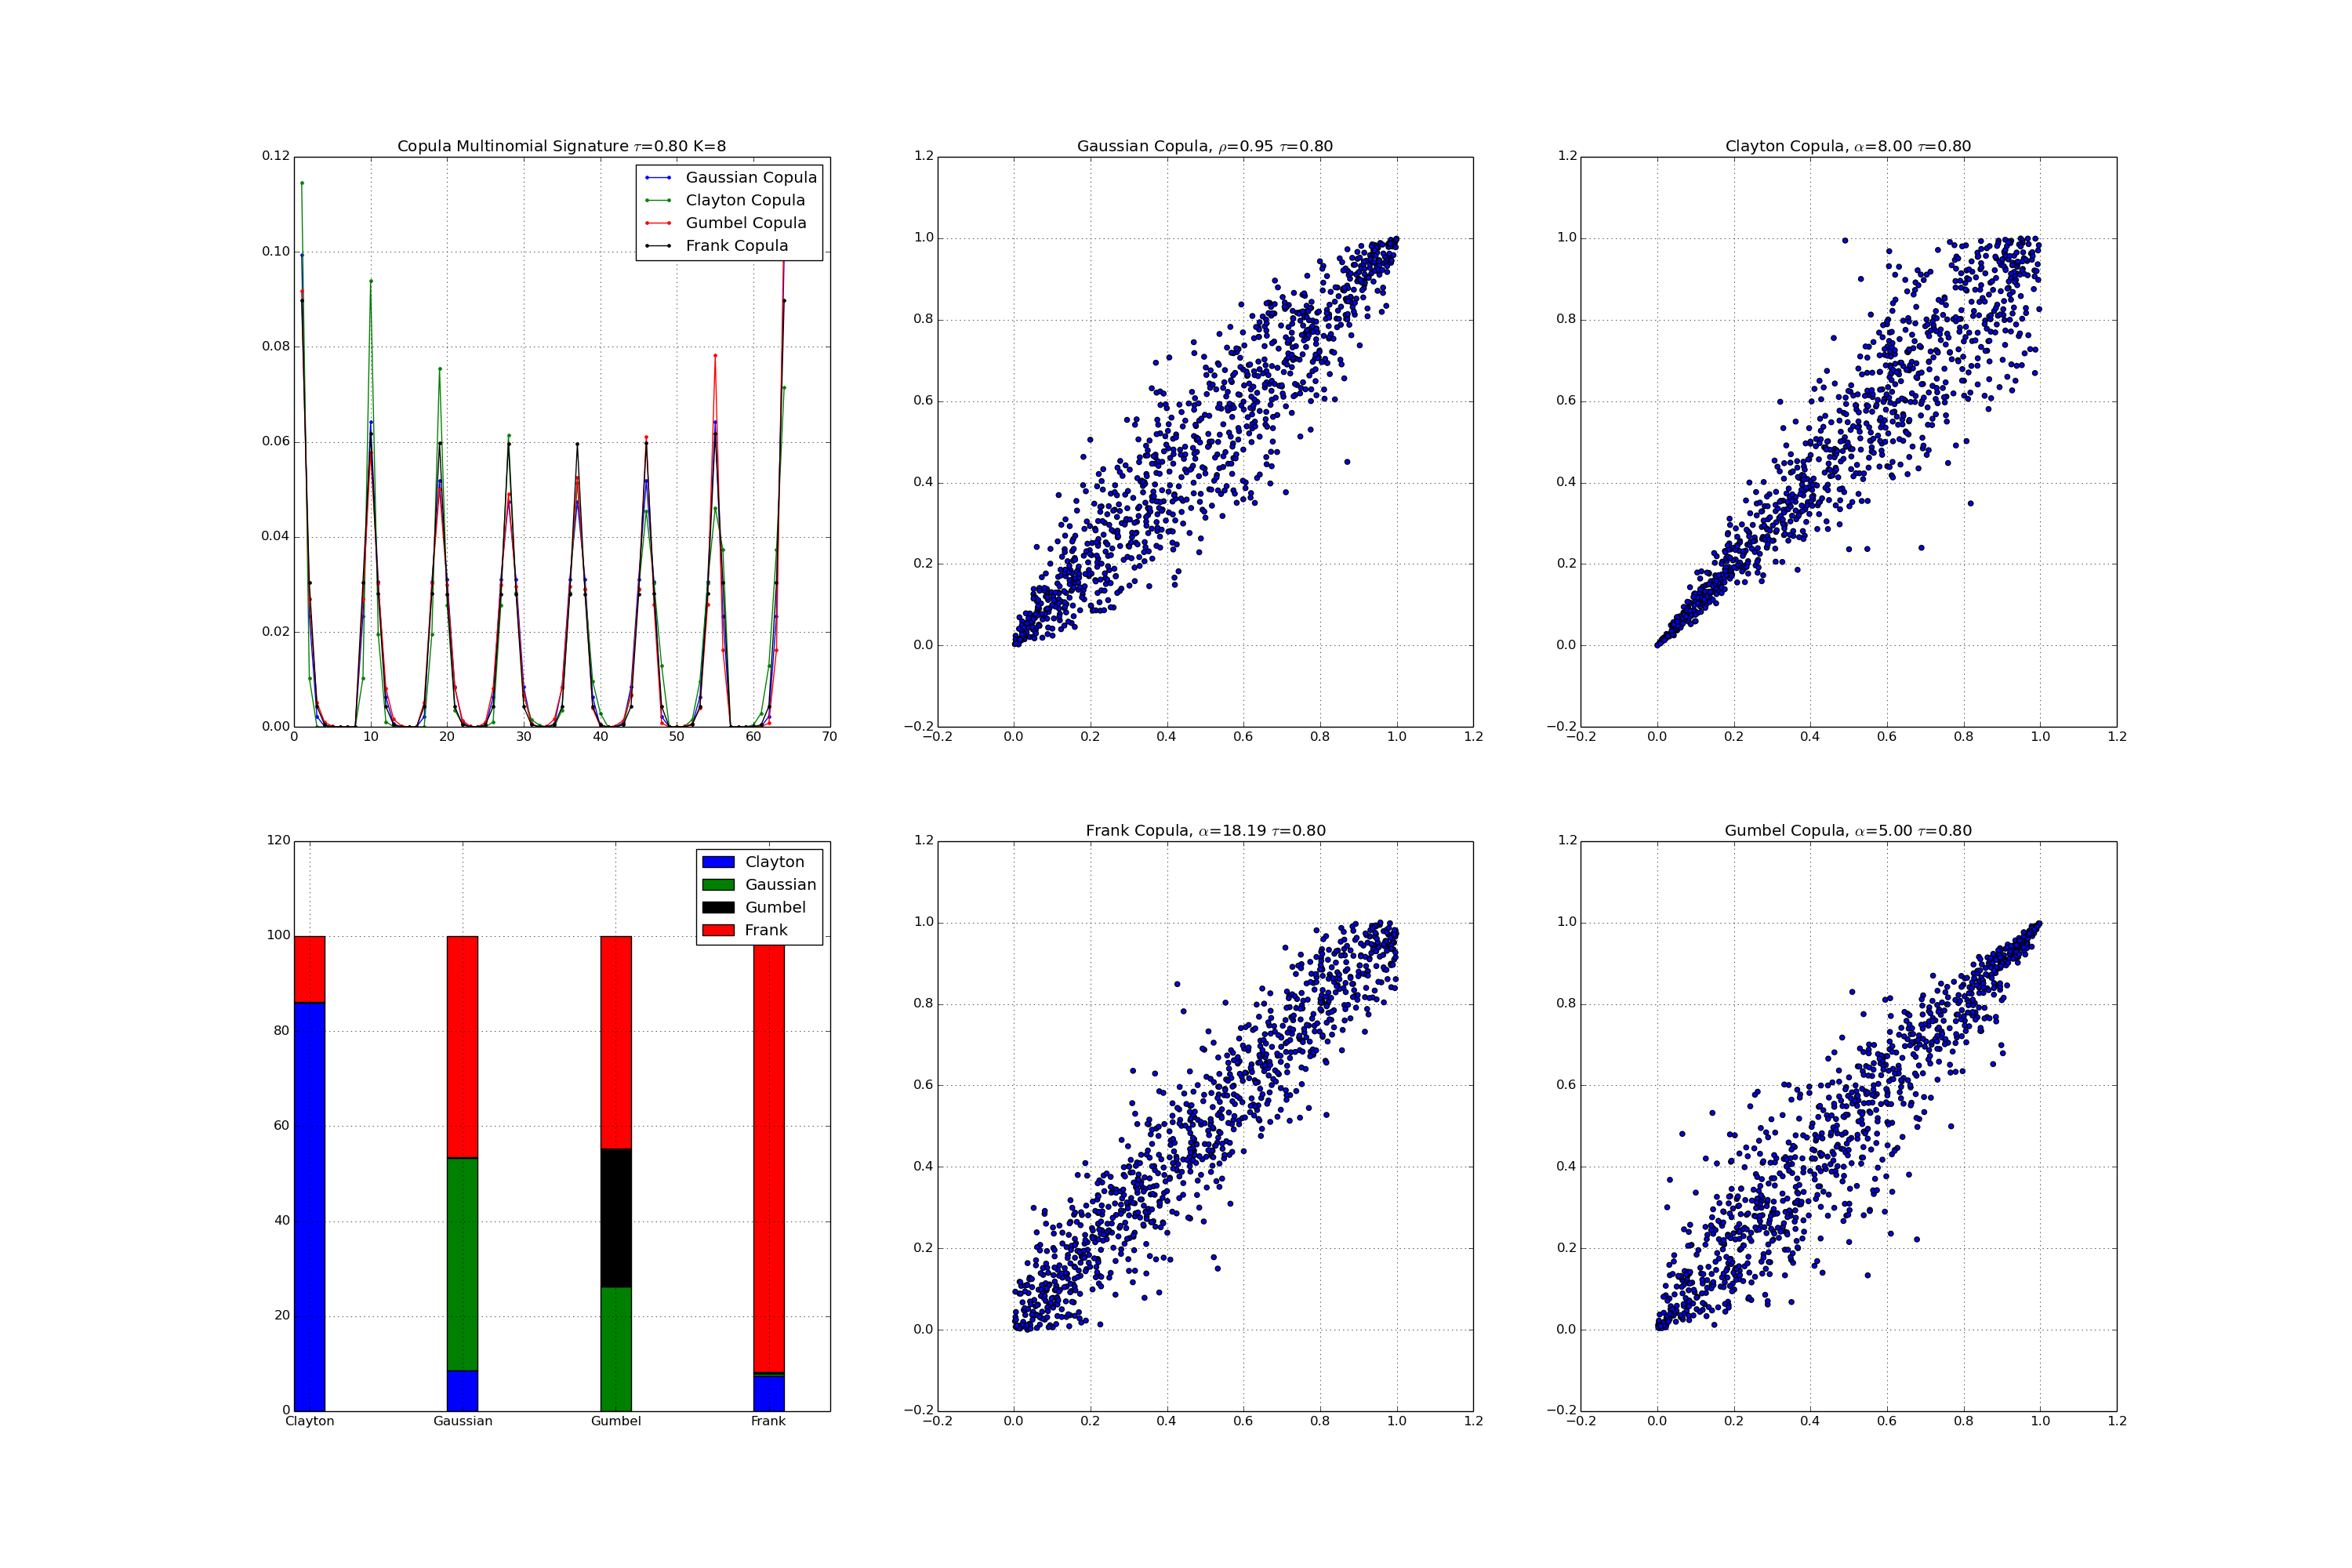 Copula Multinomial Signature τ=0.80 K=8
0.12
0.10
0.08
0.06
0.04
0.02
0.00
0 10 20 30 40 50 60 70
Gaussian Copula
Clayton Copula
Gumbel Copula
Frank Copula
Gaussian Copula, ρ=0.95 τ=0.80
1.2
1.0
0.8
0.6
0.4
0.2
0.0
−0.2
−0.2 0.0 0.2 0.4 0.6 0.8 1.0 1.2
Clayton Copula, α=8.00 τ=0.80
1.2
1.0
0.8
0.6
0.4
0.2
0.0
−0.2
−0.2 0.0 0.2 0.4 0.6 0.8 1.0 1.2
120
100
80
60
40
20
0
Clayton Gaussian Gumbel Frank
Clayton
Gaussian
Gumbel
Frank
Frank Copula, α=18.19 τ=0.80
1.2
1.0
0.8
0.6
0.4
0.2
0.0
−0.2
−0.2 0.0 0.2 0.4 0.6 0.8 1.0 1.2
Gumbel Copula, α=5.00 τ=0.80
1.2
1.0
0.8
0.6
0.4
0.2
0.0
−0.2
−0.2 0.0 0.2 0.4 0.6 0.8 1.0 1.2